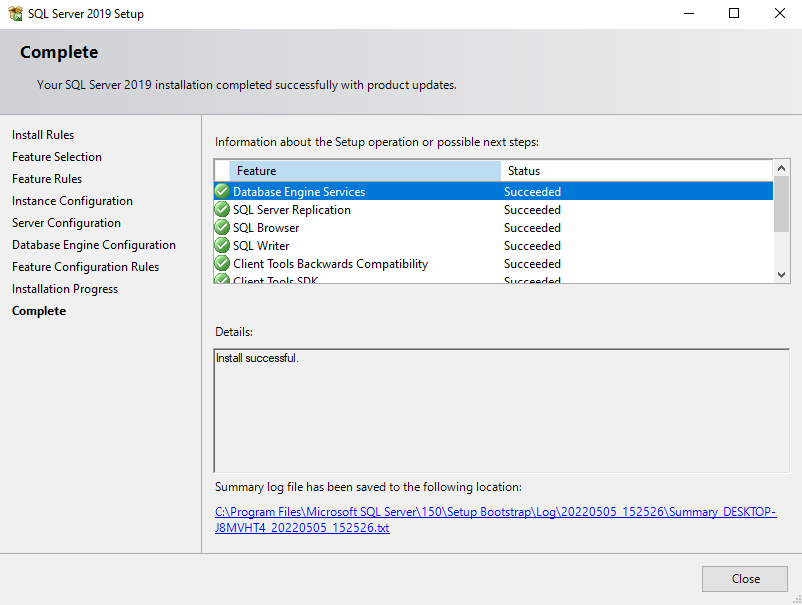 SQL Server 2019 Setup
Complete
Your SQL Server 2019 installation completed successfully with product updates.
Install Rules
Feature Selection
Feature Rules
Instance Configuration
Server Configuration
Database Engine Configuration
Feature Configuration Rules
Installation Progress
Complete
Information about the Setup operation or possible next steps:
Feature Status
Database Engine Services Succeeded
SQL Server Replication Succeeded
SQL Browser Succeeded
SQL Writer Succeeded
Client Tools Backwards Compatibility Succeeded
Client Tools SDK Succeeded
Details:
Install successful.
Summary log file has been saved to the following location:
C:\Program Files\Microsoft SQL Server\150\Setup Bootstrap\Log\20220505_152526\Summary_DESKTOP-
J8MVHT4_20220505_152526.txt
Close